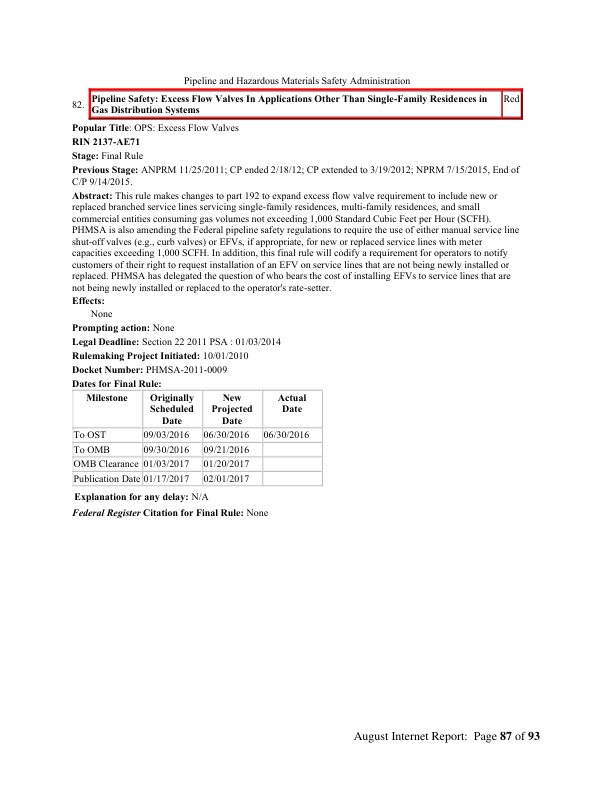 Pipeline and Hazardous Materials Safety Administration
82. Pipeline Safety: Excess Flow Valves In Applications Other Than Single-Family Residences in Red
Gas Distribution Systems
Popular Title: OPS: Excess Flow Valves
RIN 2137-AE71
Stage: Final Rule
Previous Stage: ANPRM 11/25/2011; CP ended 2/18/12; CP extended to 3/19/2012; NPRM 7/15/2015, End of
C/P 9/14/2015.
Abstract: This rule makes changes to part 192 to expand excess flow valve requirement to include new or
replaced branched service lines servicing single-family residences, multi-family residences, and small
commercial entities consuming gas volumes not exceeding 1,000 Standard Cubic Feet per Hour (SCFH).
PHMSA is also amending the Federal pipeline safety regulations to require the use of either manual service line
shut-off valves (e.g., curb valves) or EFVs, if appropriate, for new or replaced service lines with meter
capacities exceeding 1,000 SCFH. In addition, this final rule will codify a requirement for operators to notify
customers of their right to request installation of an EFV on service lines that are not being newly installed or
replaced. PHMSA has delegated the question of who bears the cost of installing EFVs to service lines that are
not being newly installed or replaced to the operator's rate-setter.
Effects:
None
Prompting action: None
Legal Deadline: Section 22 2011 PSA : 01/03/2014
Rulemaking Project Initiated: 10/01/2010
Docket Number: PHMSA-2011-0009
Dates for Final Rule:
Milestone Originally New Actual
Scheduled Projected Date
Date Date
To OST 09/03/2016 06/30/2016 06/30/2016
To OMB 09/30/2016 09/21/2016
OMB Clearance 01/03/2017 01/20/2017
Publication Date 01/17/2017 02/01/2017
Explanation for any delay: N/A
Federal Register Citation for Final Rule: None
August Internet Report: Page 87 of 93